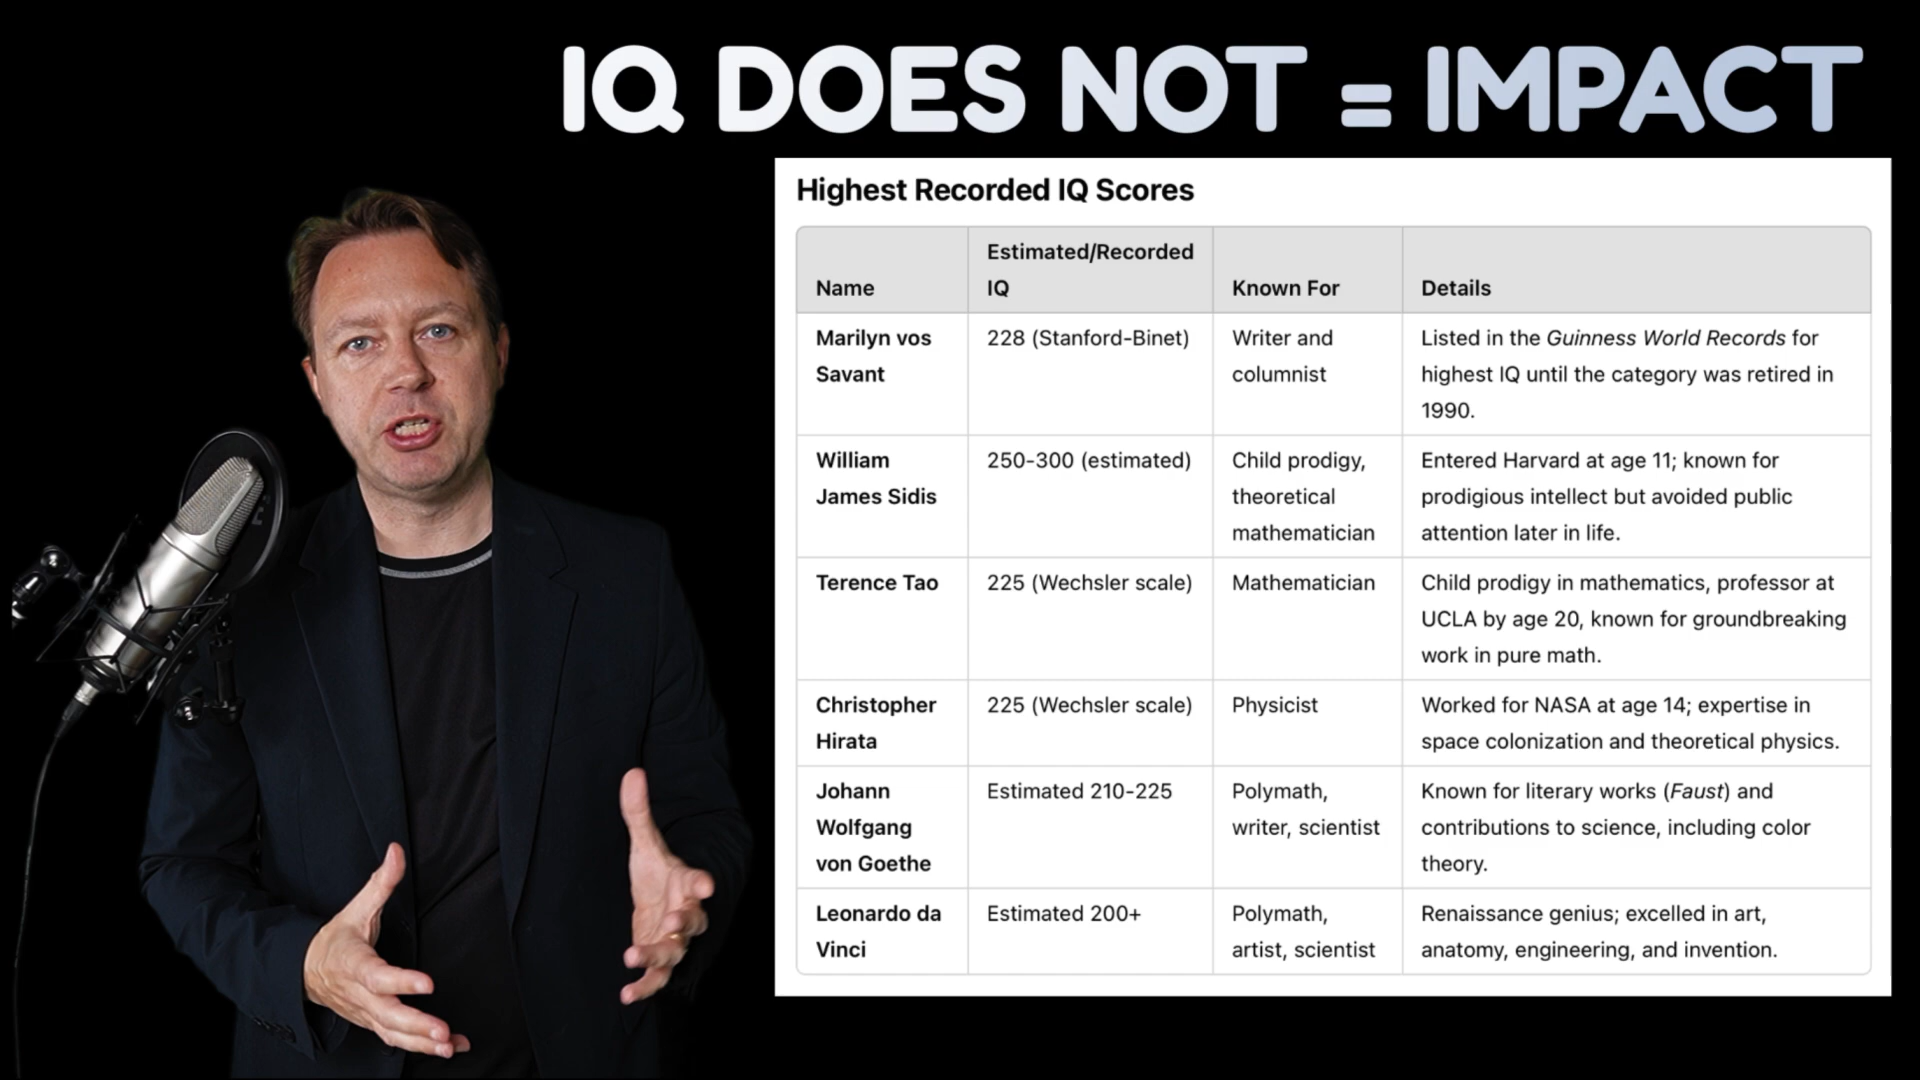 IQ DOES NOT = IMPACT
Highest Recorded IQ Scores
Name
Estimated/Recorded
IQ
Known For
Details
Marilyn vos
Savant
228 (Stanford-Binet)
Writer and
columnist
Listed in the Guinness World Records for
highest IQ until the category was retired in
1990.
William
James Sidis
250-300 (estimated)
Child prodigy,
theoretical
mathematician
Entered Harvard at age 11; known for
prodigious intellect but avoided public
attention later in life.
Terence Tao
225 (Wechsler scale)
Mathematician
Child prodigy in mathematics, professor at
UCLA by age 20, known for groundbreaking
work in pure math.
Christopher
Hirata
225 (Wechsler scale)
Physicist
Worked for NASA at age 14; expertise in
space colonization and theoretical physics.
Johann
Wolfgang
von Goethe
Estimated 210-225
Polymath,
writer, scientist
Known for literary works (Faust) and
contributions to science, including color
theory.
Leonardo da
Vinci
Estimated 200+
Polymath,
artist, scientist
Renaissance genius; excelled in art,
anatomy, engineering, and invention.